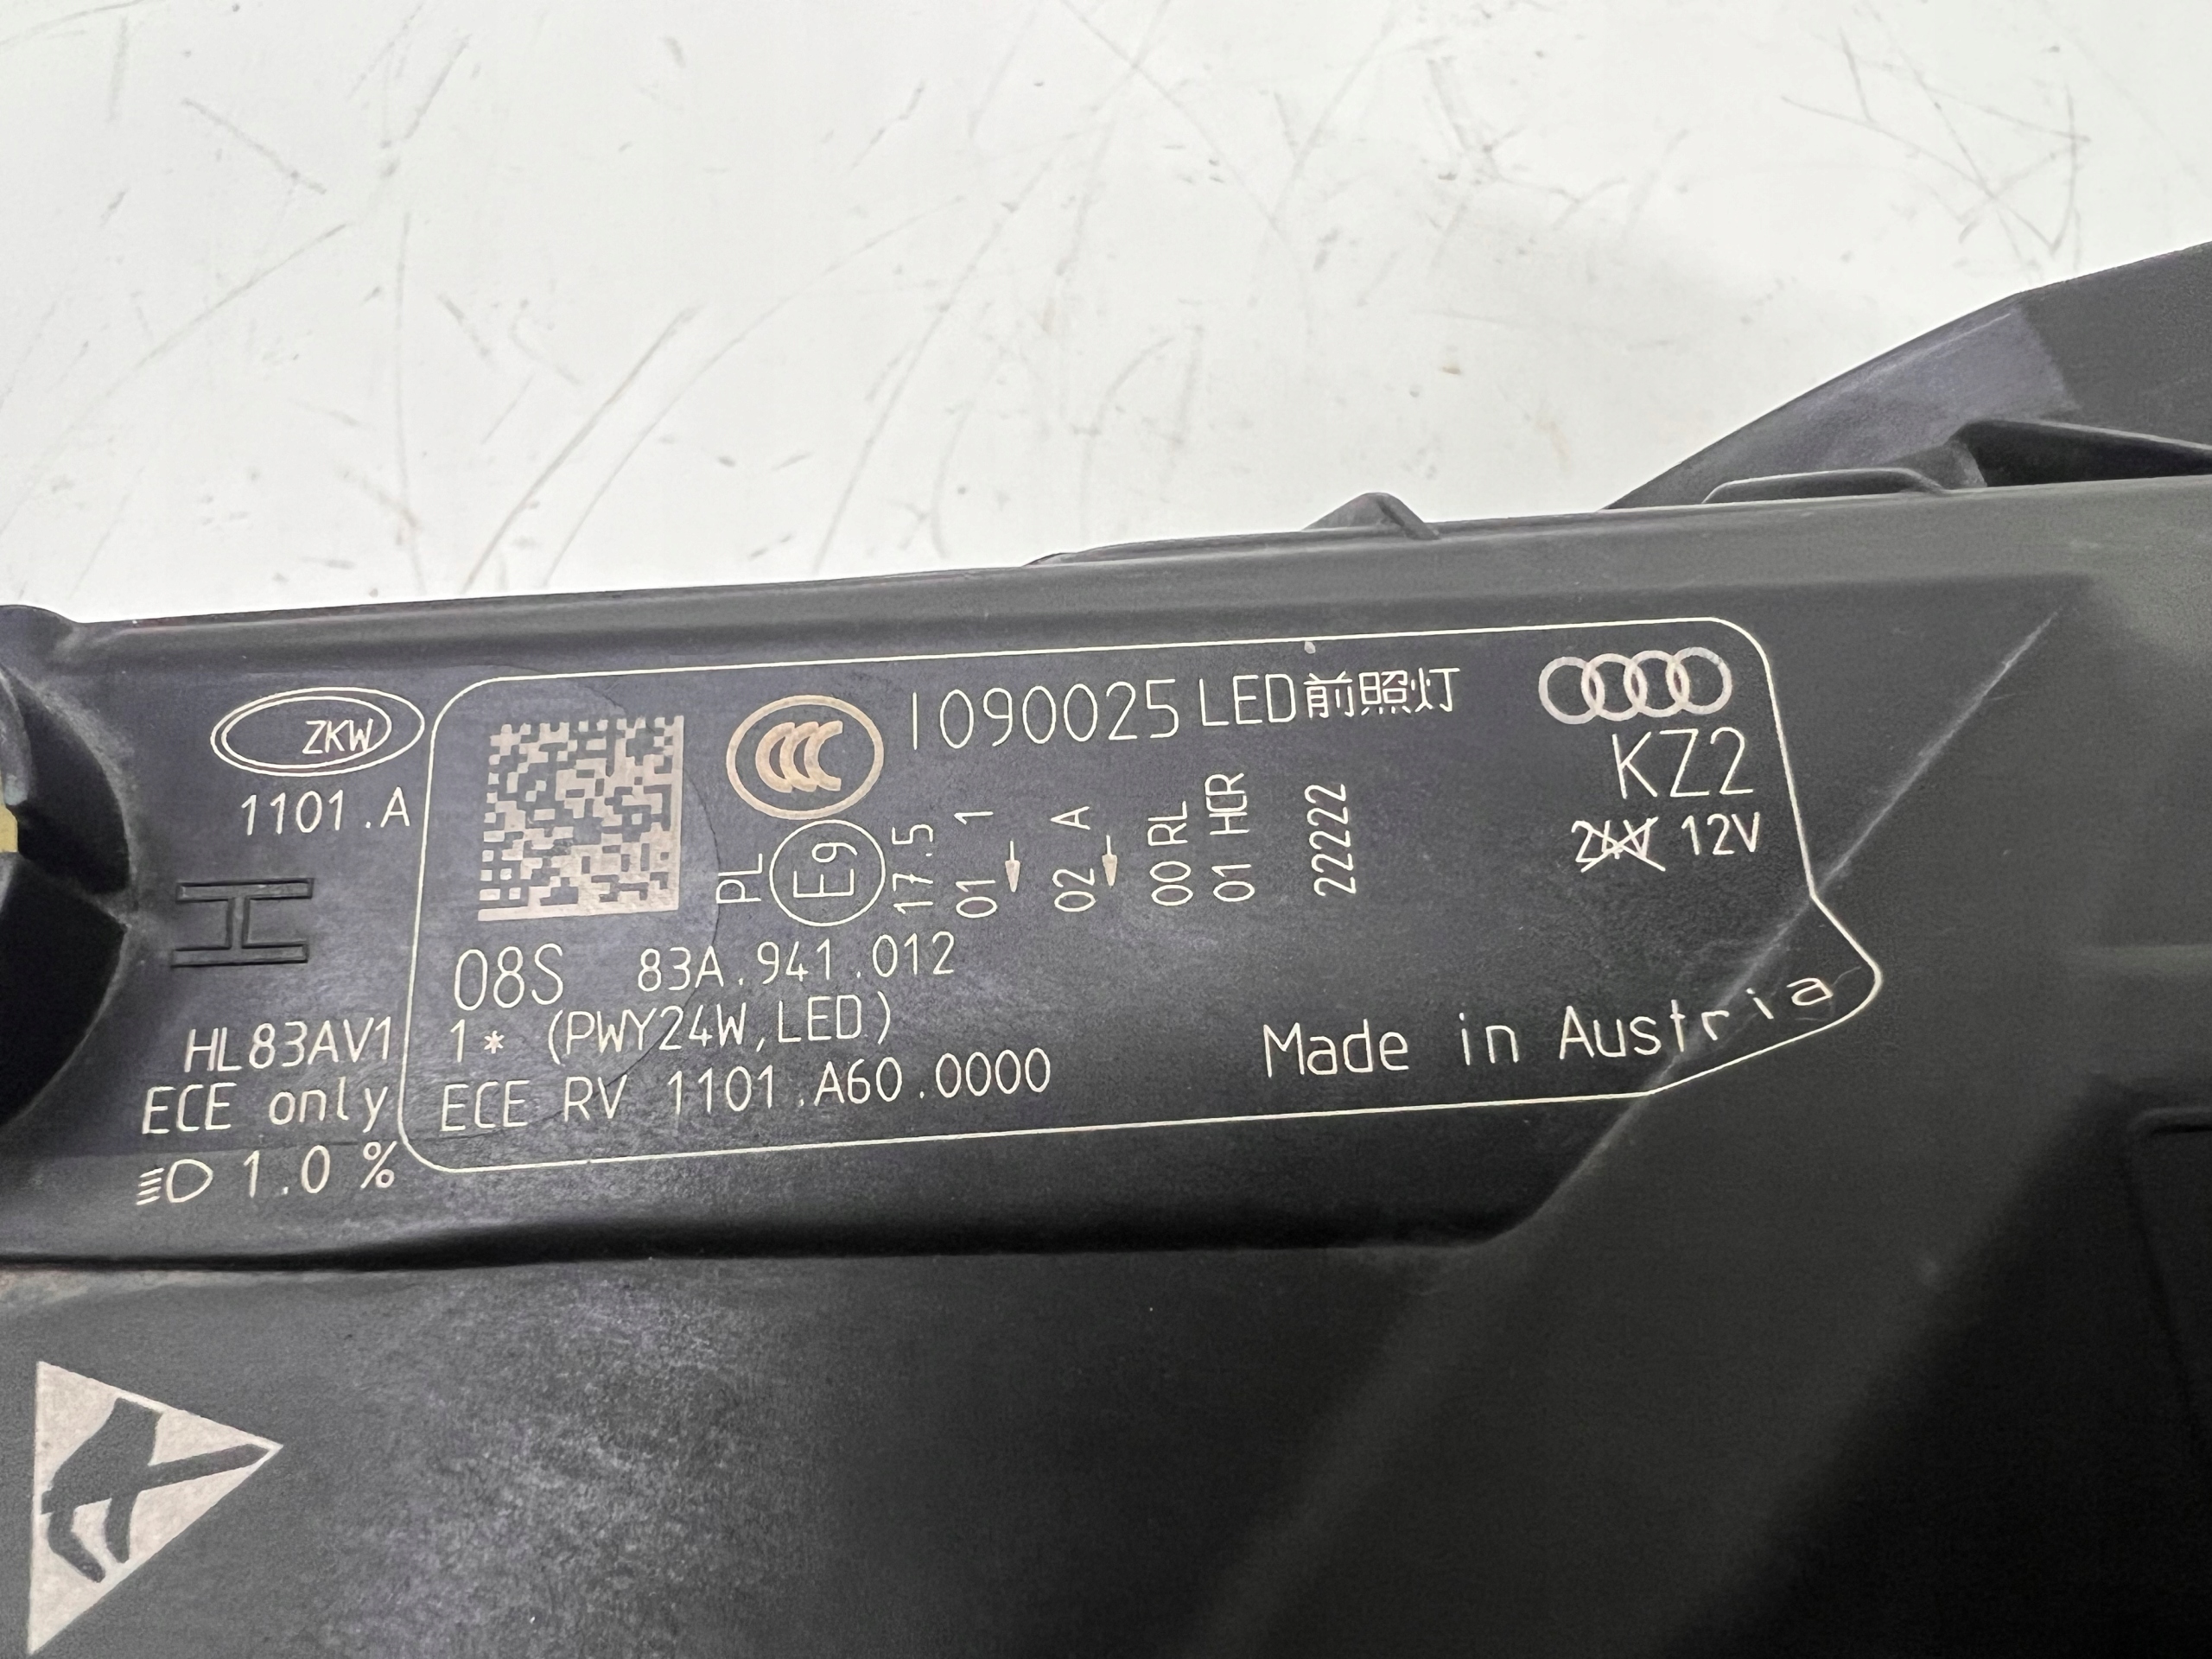 ZKW
1101.A
H
HL83AV1
ECE only
1.0 %
CCC
1090025 LED前照灯
KZ2
24V 12V
PL
E9
17.5
01 1
02 A
00 RL
01 HCR
22222
08S 83A.941.012
1* (PWY24W,LED)
ECE RV 1101.A60.0000
Made in Austria